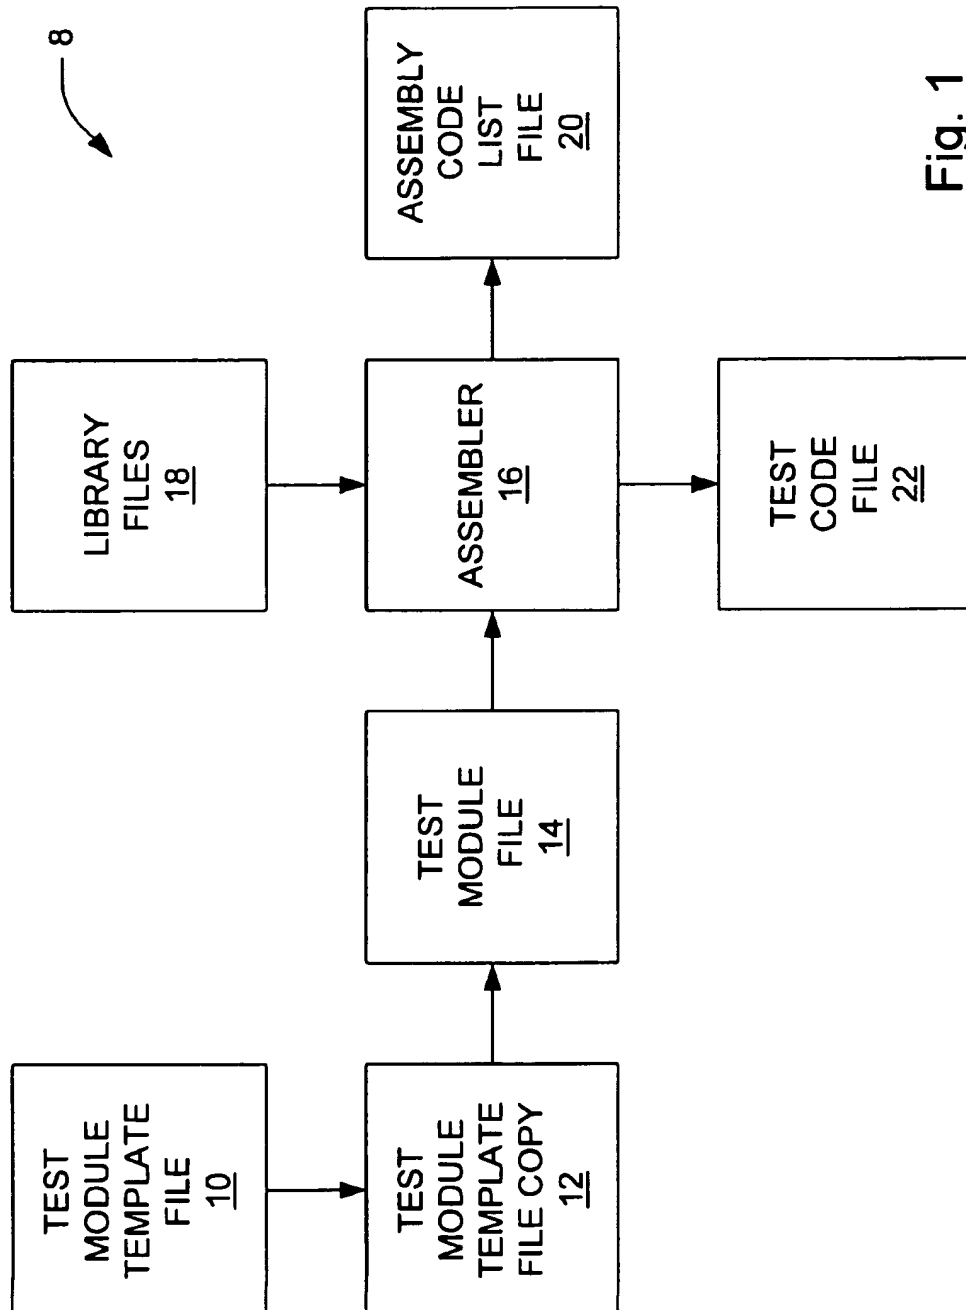 8
TEST
MODULE
TEMPLATE
FILE
10
LIBRARY
FILES
18
TEST
MODULE
TEMPLATE
FILE COPY
12
TEST
MODULE
FILE
14
ASSEMBLER
16
ASSEMBLY
CODE
LIST
FILE
20
TEST
CODE
FILE
22
Fig. 1